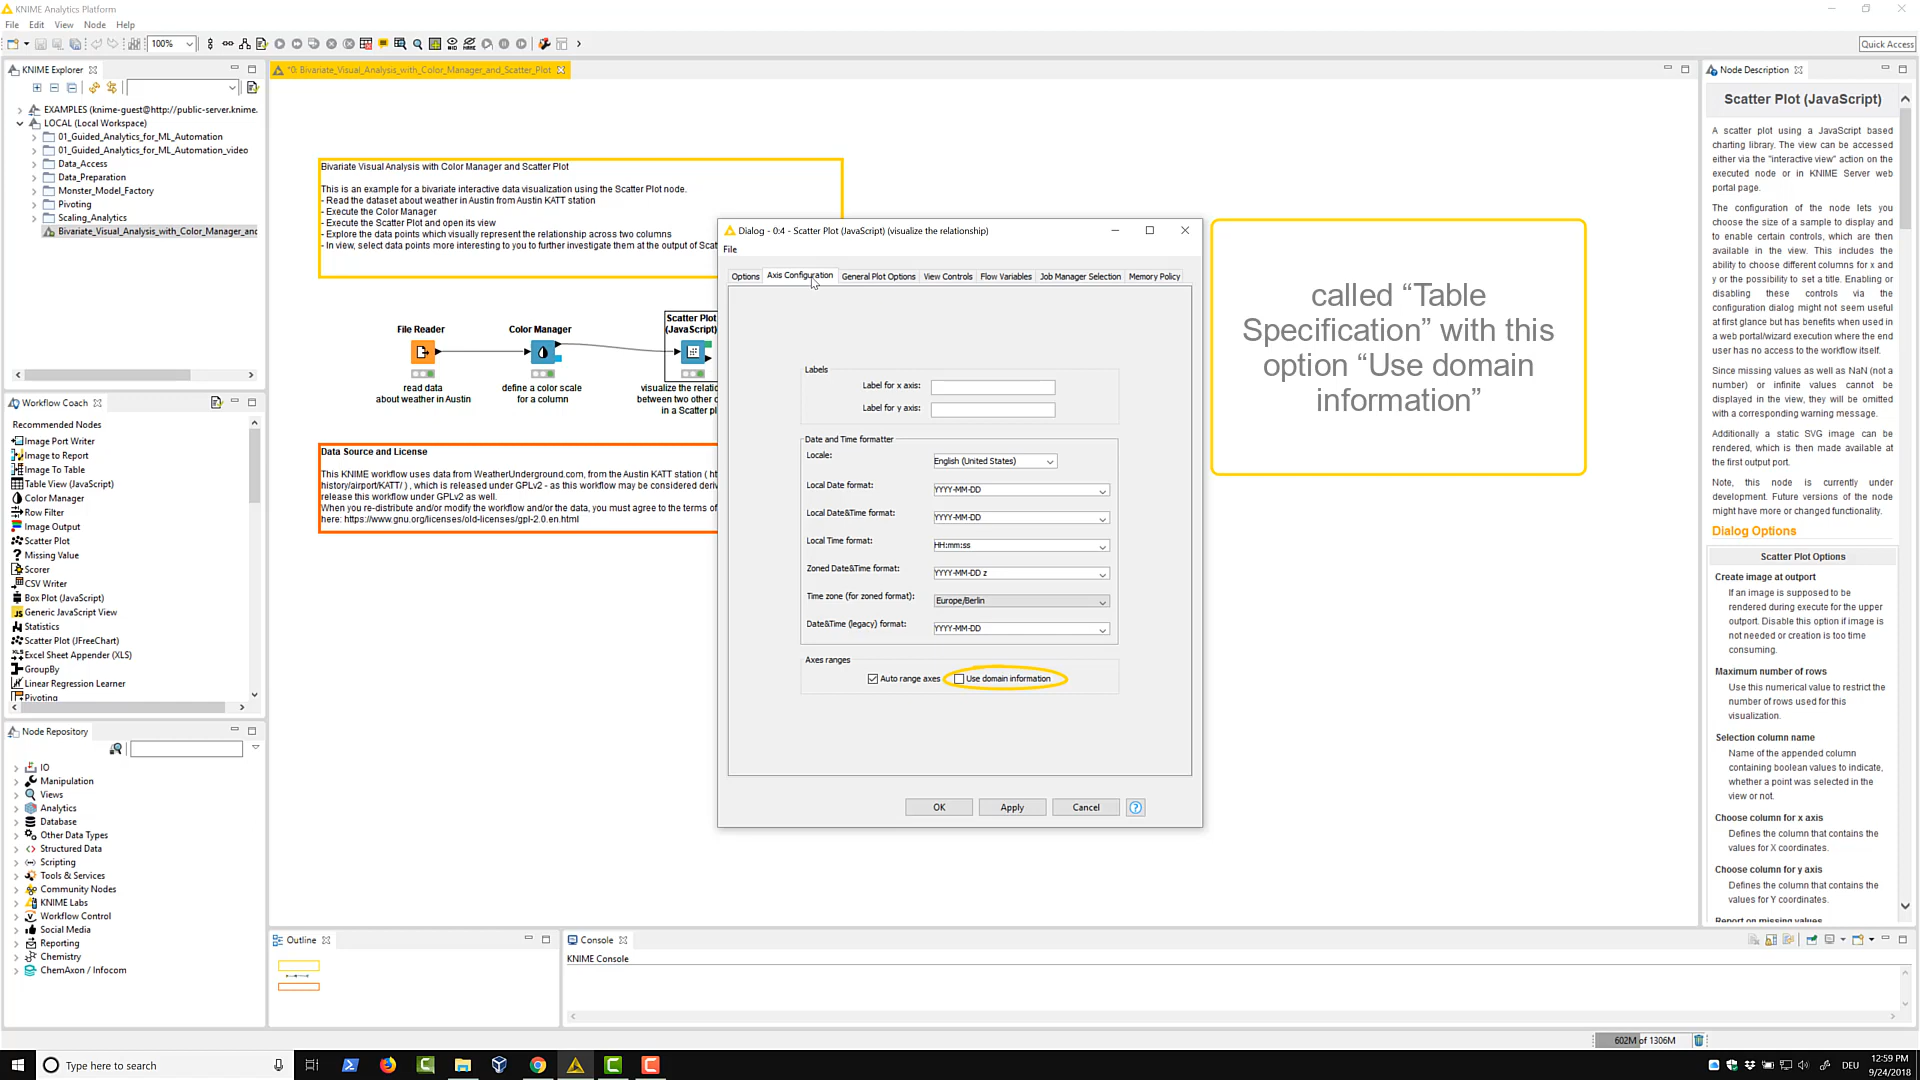 KNIME Analytics Platform
File Edit View Node Help
100%
Quick Access
KNIME Explorer
EXAMPLES (knime-guest@http://public-server.knime.
LOCAL (Local Workspace)
01_Guided_Analytics_for_ML_Automation
01_Guided_Analytics_for_ML_Automation_video
Data_Access
Data_Preparation
Monster_Model_Factory
Pivoting
Scaling_Analytics
Bivariate_Visual_Analysis_with_Color_Manager_and
Workflow Coach
Recommended Nodes
Image Port Writer
Image to Report
Image To Table
Table View (JavaScript)
Color Manager
Row Filter
Image Output
Scatter Plot
Missing Value
Scorer
CSV Writer
Box Plot (JavaScript)
Generic JavaScript View
Statistics
Scatter Plot (JFreeChart)
Excel Sheet Appender (XLS)
GroupBy
Linear Regression Learner
Pivoting
Node Repository
IO
Manipulation
Views
Analytics
Database
Other Data Types
Structured Data
Scripting
Tools & Services
Community Nodes
KNIME Labs
Workflow Control
Social Media
Reporting
Chemistry
ChemAxon / Infocom
*0: Bivariate_Visual_Analysis_with_Color_Manager_and_Scatter_Plot
Bivariate Visual Analysis with Color Manager and Scatter Plot
This is an example for a bivariate interactive data visualization using the Scatter Plot node.
- Read the dataset about weather in Austin from Austin KATT station
- Execute the Color Manager
- Execute the Scatter Plot and open its view
- Explore the data points which visually represent the relationship across two columns
- In view, select data points more interesting to you to further investigate them at the output of Scat
File Reader
read data
about weather in Austin
Color Manager
define a color scale
for a column
Scatter Plot
(JavaScript)
visualize the relatio
between two other c
in a Scatter pl
Data Source and License
This KNIME workflow uses data from WeatherUnderground.com, from the Austin KATT station ( ht
history/airport/KATT/ ) , which is released under GPLv2 - as this workflow may be considered deriv
release this workflow under GPLv2 as well.
When you re-distribute and/or modify the workflow and/or the data, you must agree to the terms of
here: https://www.gnu.org/licenses/old-licenses/gpl-2.0.en.html
Dialog - 0:4 - Scatter Plot (JavaScript) (visualize the relationship)
File
Options Axis Configuration General Plot Options View Controls Flow Variables Job Manager Selection Memory Policy
Labels
Label for x axis:
Label for y axis:
Date and Time formatter
Locale: English (United States)
Local Date format: YYYY-MM-DD
Local Date&Time format: YYYY-MM-DD
Local Time format: HH:mm:ss
Zoned Date&Time format: YYYY-MM-DD z
Time zone (for zoned format): Europe/Berlin
Date&Time (legacy) format: YYYY-MM-DD
Axes ranges
Auto range axes Use domain information
OK Apply Cancel ?
called “Table
Specification” with this
option “Use domain
information”
Node Description
Scatter Plot (JavaScript)
A scatter plot using a JavaScript based
charting library. The view can be accessed
either via the "interactive view" action on the
executed node or in KNIME Server web
portal page.
The configuration of the node lets you
choose the size of a sample to display and
to enable certain controls, which are then
available in the view. This includes the
ability to choose different columns for x and
y or the possibility to set a title. Enabling or
disabling these controls via the
configuration dialog might not seem useful
at first glance but has benefits when used in
a web portal/wizard execution where the end
user has no access to the workflow itself.
Since missing values as well as NaN (not a
number) or infinite values cannot be
displayed in the view, they will be omitted
with a corresponding warning message.
Additionally a static SVG image can be
rendered, which is then made available at
the first output port.
Note, this node is currently under
development. Future versions of the node
might have more or changed functionality.
Dialog Options
Scatter Plot Options
Create image at outport
If an image is supposed to be
rendered during execute for the upper
outport. Disable this option if image is
not needed or creation is too time
consuming.
Maximum number of rows
Use this numerical value to restrict the
number of rows used for this
visualization.
Selection column name
Name of the appended column
containing boolean values to indicate,
whether a point was selected in the
view or not.
Choose column for x axis
Defines the column that contains the
values for X coordinates.
Choose column for y axis
Defines the column that contains the
values for Y coordinates.
Report on missing values
Outline
Console
KNIME Console
602M of 1306M
Type here to search
DEU
12:59 PM
9/24/2018